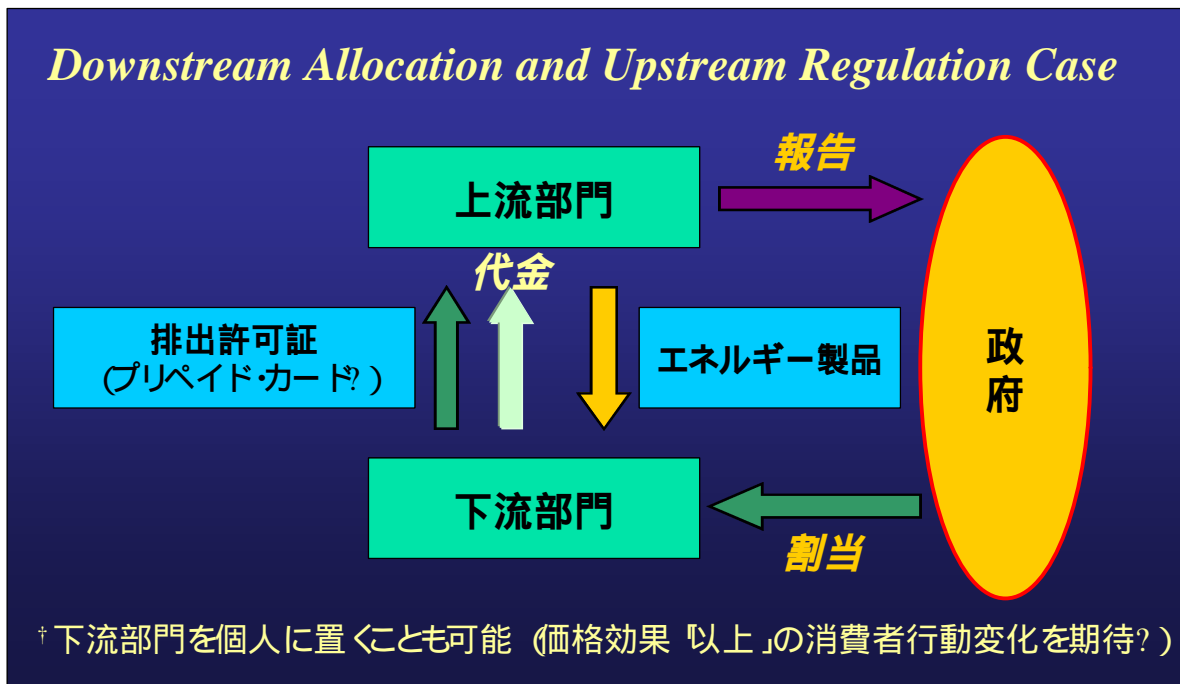 Downstream Allocation and Upstream Regulation Case
報告
上流部門
代金
排出許可証
(プリペイド・カード?)
エネルギー製品
政
府
下流部門
割当
†下流部門を個人に置くことも可能 (価格効果『以上』の消費者行動変化を期待?)